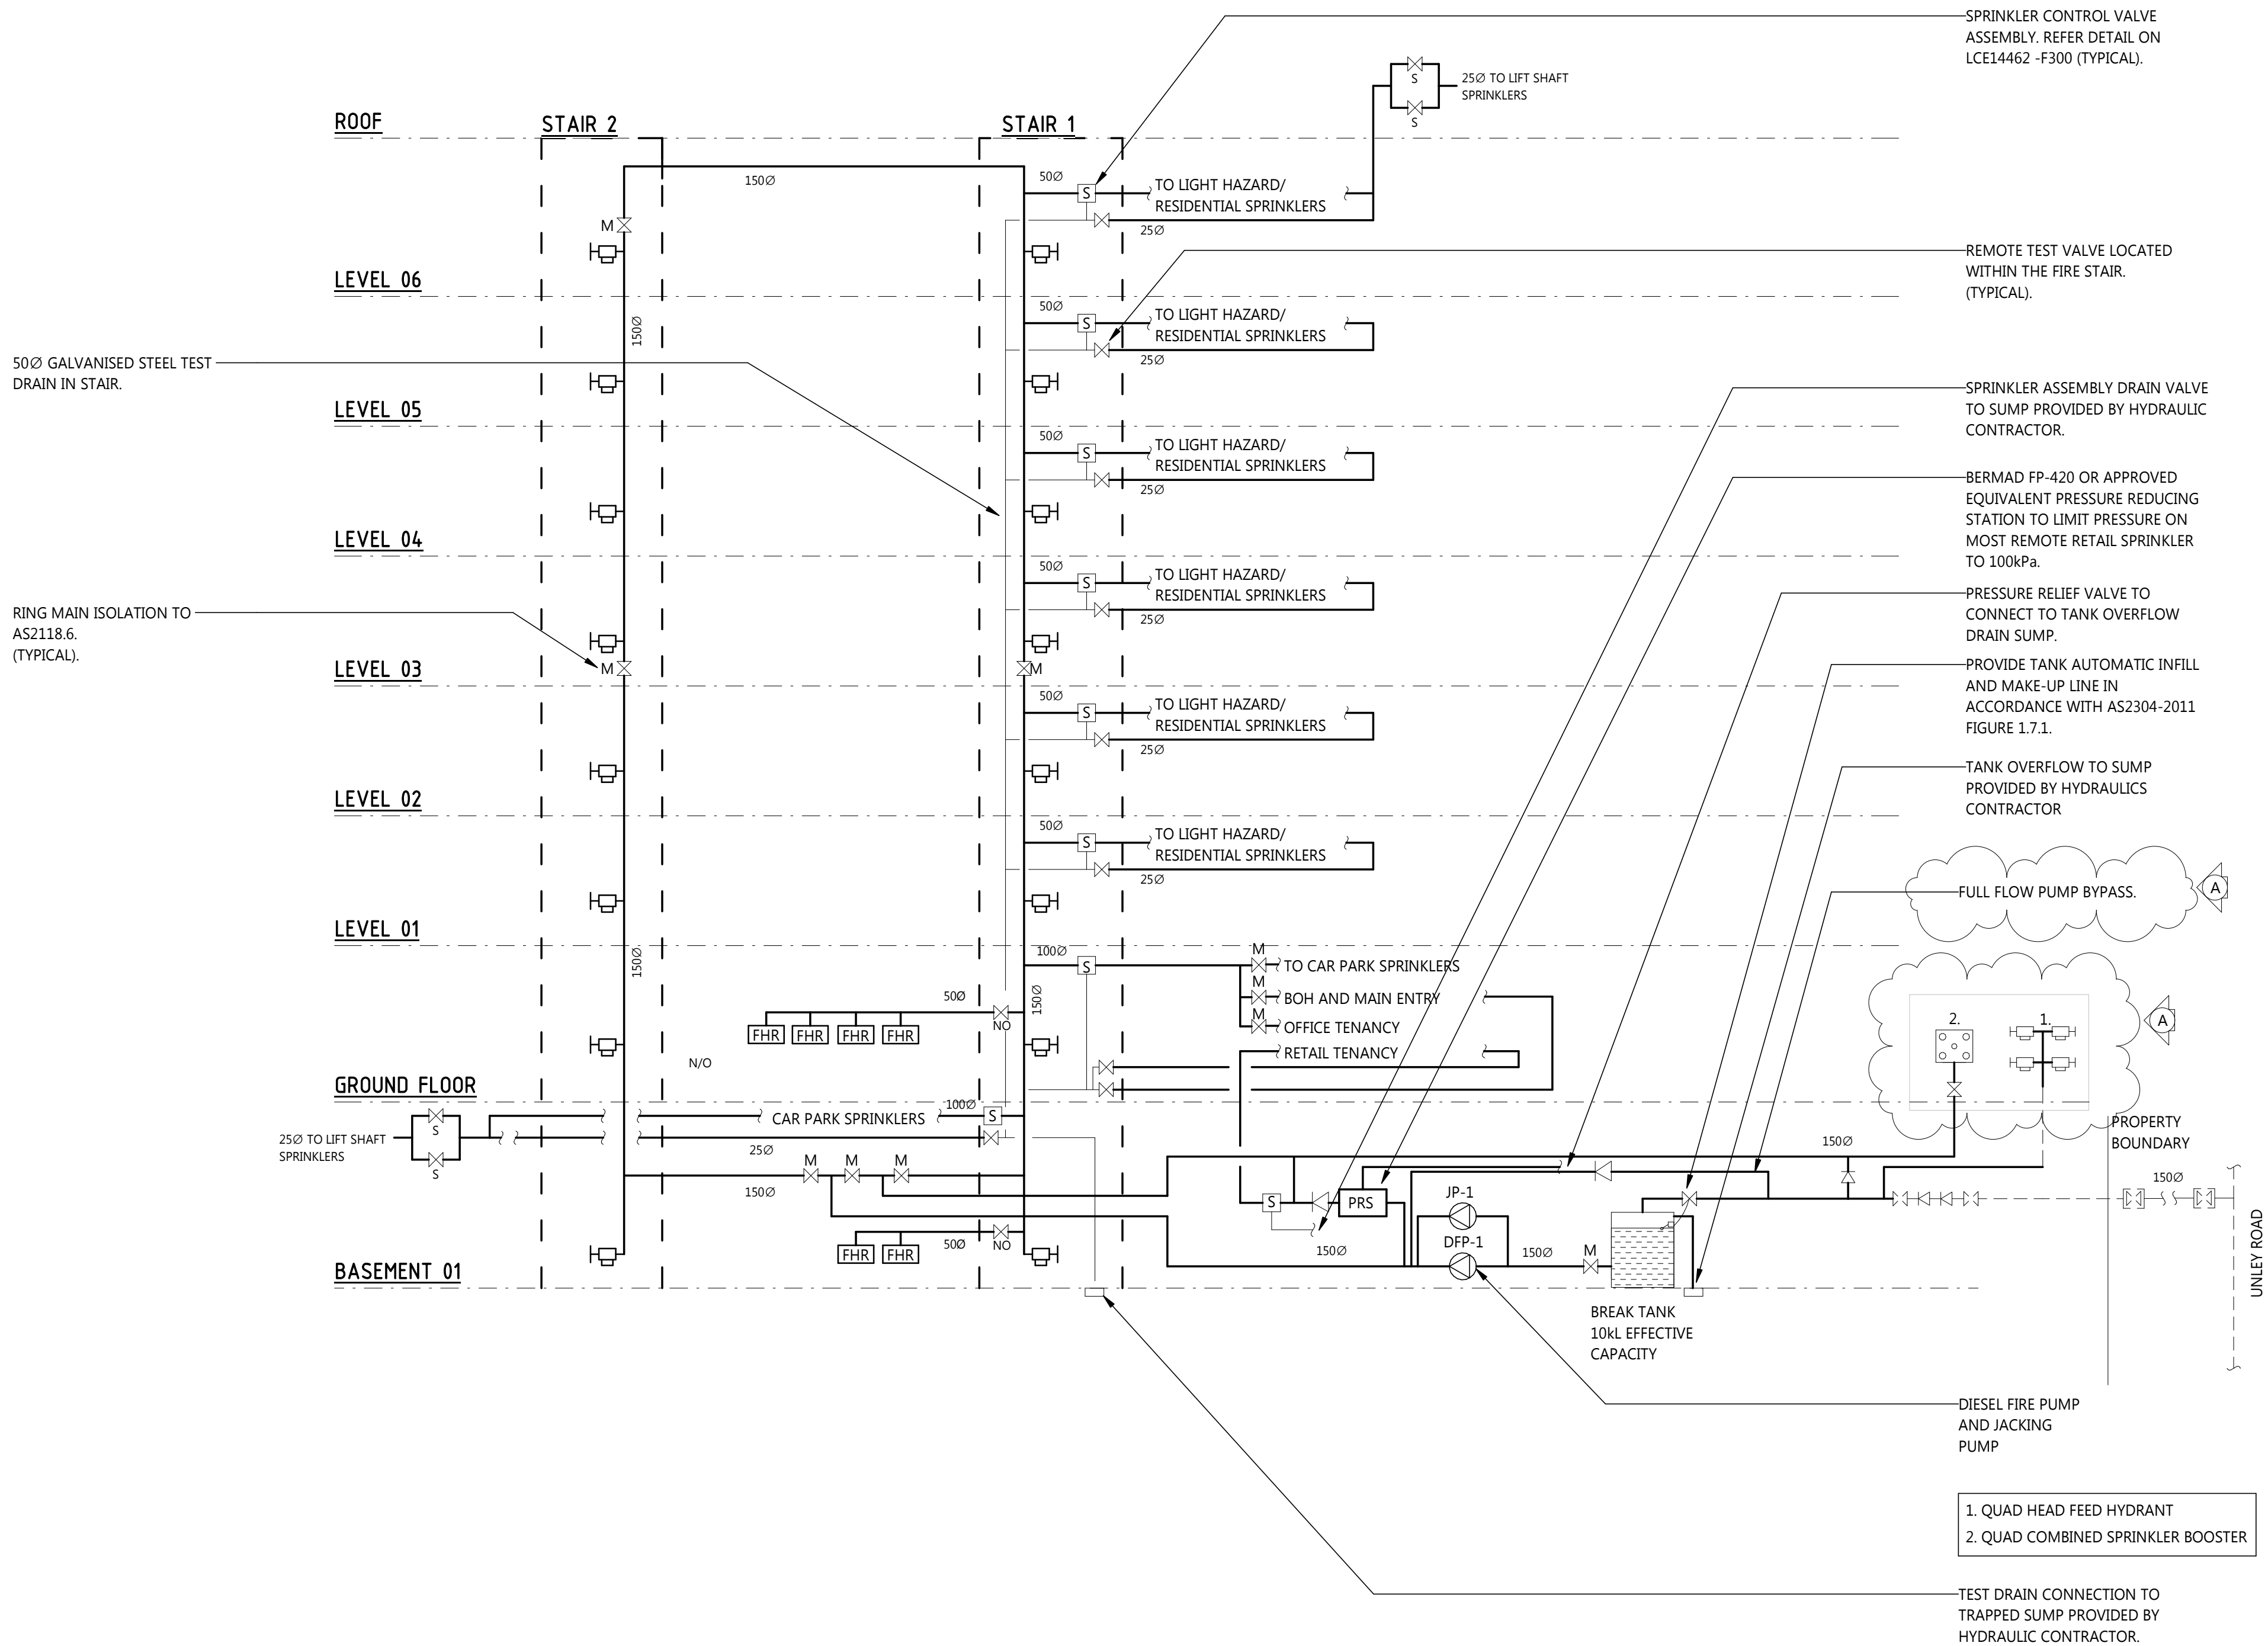 SPRINKLER CONTROL VALVE
ASSEMBLY. REFER DETAIL ON
LCE14462 -F300 (TYPICAL).
25Ø TO LIFT SHAFT
SPRINKLERS
S
S
ROOF
STAIR 2
STAIR 1
150Ø
50Ø
S
TO LIGHT HAZARD/
RESIDENTIAL SPRINKLERS
25Ø
M
REMOTE TEST VALVE LOCATED
WITHIN THE FIRE STAIR.
(TYPICAL).
LEVEL 06
150Ø
50Ø
S
TO LIGHT HAZARD/
RESIDENTIAL SPRINKLERS
25Ø
50Ø GALVANISED STEEL TEST
DRAIN IN STAIR.
SPRINKLER ASSEMBLY DRAIN VALVE
TO SUMP PROVIDED BY HYDRAULIC
CONTRACTOR.
LEVEL 05
50Ø
S
TO LIGHT HAZARD/
RESIDENTIAL SPRINKLERS
25Ø
BERMAD FP-420 OR APPROVED
EQUIVALENT PRESSURE REDUCING
STATION TO LIMIT PRESSURE ON
MOST REMOTE RETAIL SPRINKLER
TO 100kPa.
LEVEL 04
50Ø
S
TO LIGHT HAZARD/
RESIDENTIAL SPRINKLERS
25Ø
PRESSURE RELIEF VALVE TO
CONNECT TO TANK OVERFLOW
DRAIN SUMP.
RING MAIN ISOLATION TO
AS2118.6.
(TYPICAL).
M
M
LEVEL 03
PROVIDE TANK AUTOMATIC INFILL
AND MAKE-UP LINE IN
ACCORDANCE WITH AS2304-2011
FIGURE 1.7.1.
50Ø
S
TO LIGHT HAZARD/
RESIDENTIAL SPRINKLERS
25Ø
TANK OVERFLOW TO SUMP
PROVIDED BY HYDRAULICS
CONTRACTOR
LEVEL 02
50Ø
S
TO LIGHT HAZARD/
RESIDENTIAL SPRINKLERS
25Ø
FULL FLOW PUMP BYPASS.
A
LEVEL 01
150Ø
100Ø
S
M
TO CAR PARK SPRINKLERS
M
BOH AND MAIN ENTRY
M
OFFICE TENANCY
RETAIL TENANCY
50Ø
150Ø
NO
FHR
FHR
FHR
FHR
N/O
2.
1.
A
GROUND FLOOR
25Ø TO LIFT SHAFT
SPRINKLERS
S
S
CAR PARK SPRINKLERS
100Ø
S
25Ø
M
M
M
150Ø
PROPERTY
BOUNDARY
150Ø
150Ø
S
PRS
JP-1
DFP-1
150Ø
150Ø
M
50Ø
NO
FHR
FHR
UNLEY ROAD
BASEMENT 01
BREAK TANK
10kL EFFECTIVE
CAPACITY
DIESEL FIRE PUMP
AND JACKING
PUMP
1. QUAD HEAD FEED HYDRANT
2. QUAD COMBINED SPRINKLER BOOSTER
TEST DRAIN CONNECTION TO
TRAPPED SUMP PROVIDED BY
HYDRAULIC CONTRACTOR.